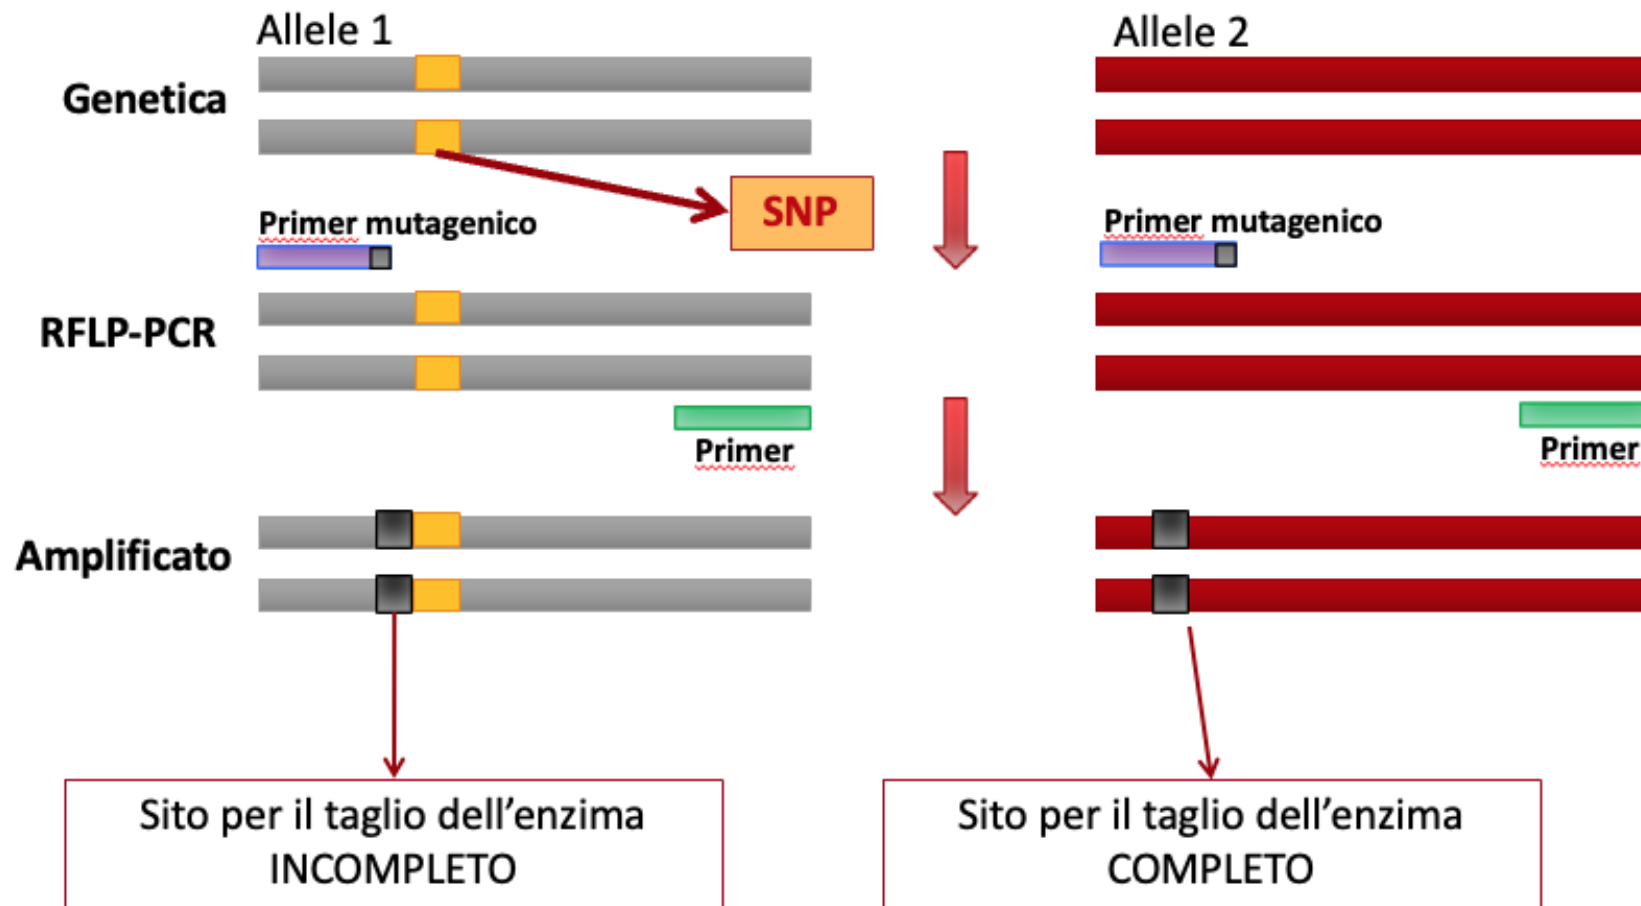 Allele 1
Allele 2
Genetica
SNP
Primer mutagenico
Primer mutagenico
RFLP-PCR
Primer
Primer
Amplificato
Sito per il taglio dell’enzima
INCOMPLETO
Sito per il taglio dell’enzima
COMPLETO